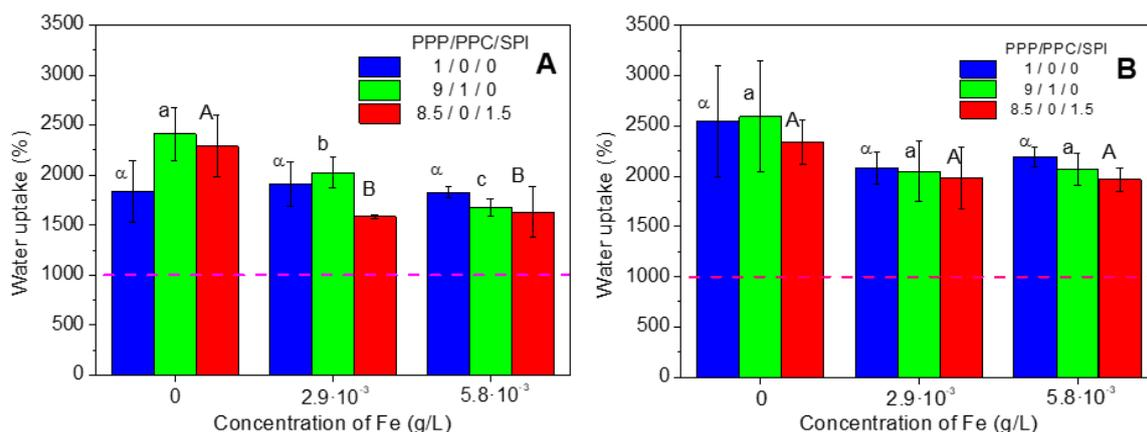 3500
3000
2500
2000
1500
1000
500
0
Water uptake (%)
PPP/PPC/SPI
1 / 0 / 0
9 / 1 / 0
8.5 / 0 / 1.5
A
α a A
α b B
α c B
0 2.9·10⁻³ 5.8·10⁻³
Concentration of Fe (g/L)
3500
3000
2500
2000
1500
1000
500
0
Water uptake (%)
PPP/PPC/SPI
1 / 0 / 0
9 / 1 / 0
8.5 / 0 / 1.5
B
α a A
α a A
α a A
0 2.9·10⁻³ 5.8·10⁻³
Concentration of Fe (g/L)